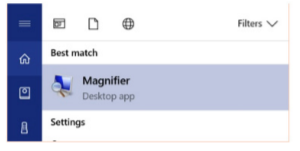 Filters
Best match
Magnifier
Desktop app
Settings